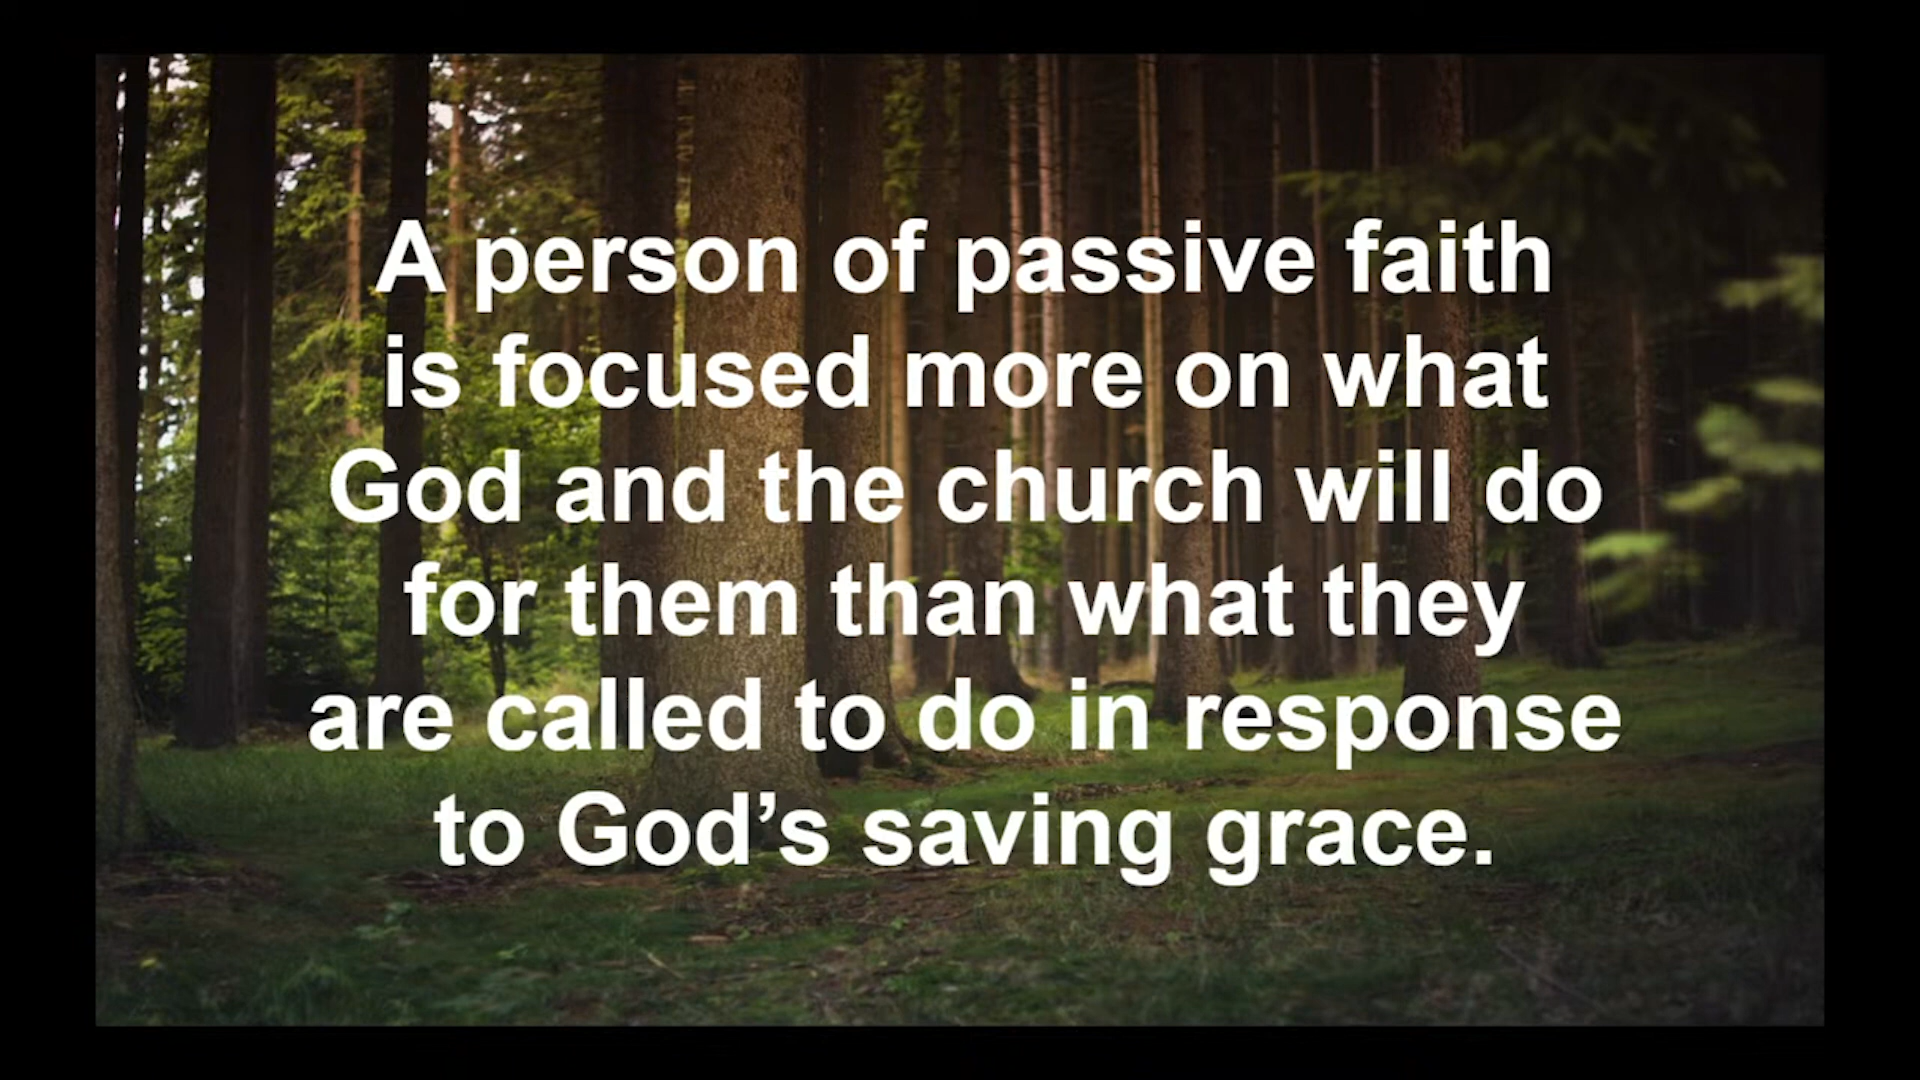 A person of passive faith
is focused more on what
God and the church will do
for them than what they
are called to do in response
to God’s saving grace.